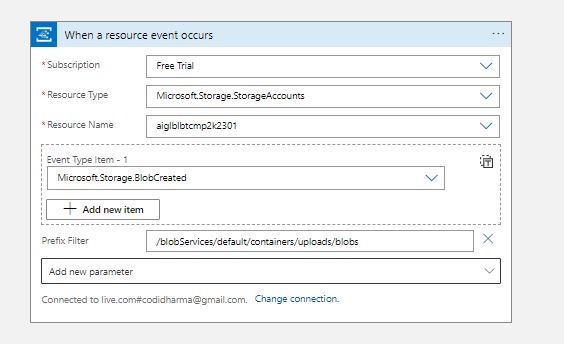 When a resource event occurs
...
* Subscription
Free Trial
* Resource Type
Microsoft.Storage.StorageAccounts
* Resource Name
aiglblbtcmp2k2301
Event Type Item - 1
Microsoft.Storage.BlobCreated
+ Add new item
Prefix Filter
/blobServices/default/containers/uploads/blobs
Add new parameter
Connected to live.com#codidharma@gmail.com. Change connection.